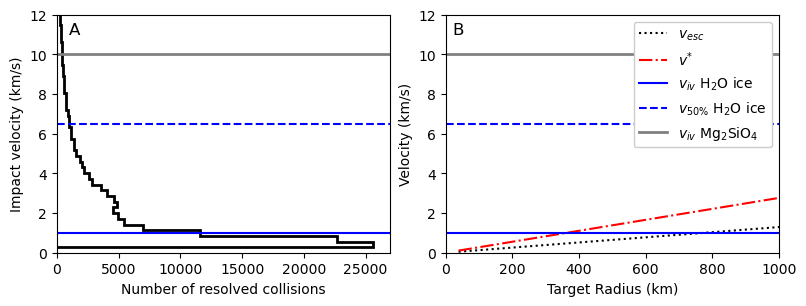 A
Impact velocity (km/s)
12
10
8
6
4
2
0
0
5000
10000
15000
20000
25000
Number of resolved collisions
B
Velocity (km/s)
12
10
8
6
4
2
0
0
200
400
600
800
1000
Target Radius (km)
v_esc
v*
v_iv H₂O ice
v_50% H₂O ice
v_iv Mg₂SiO₄